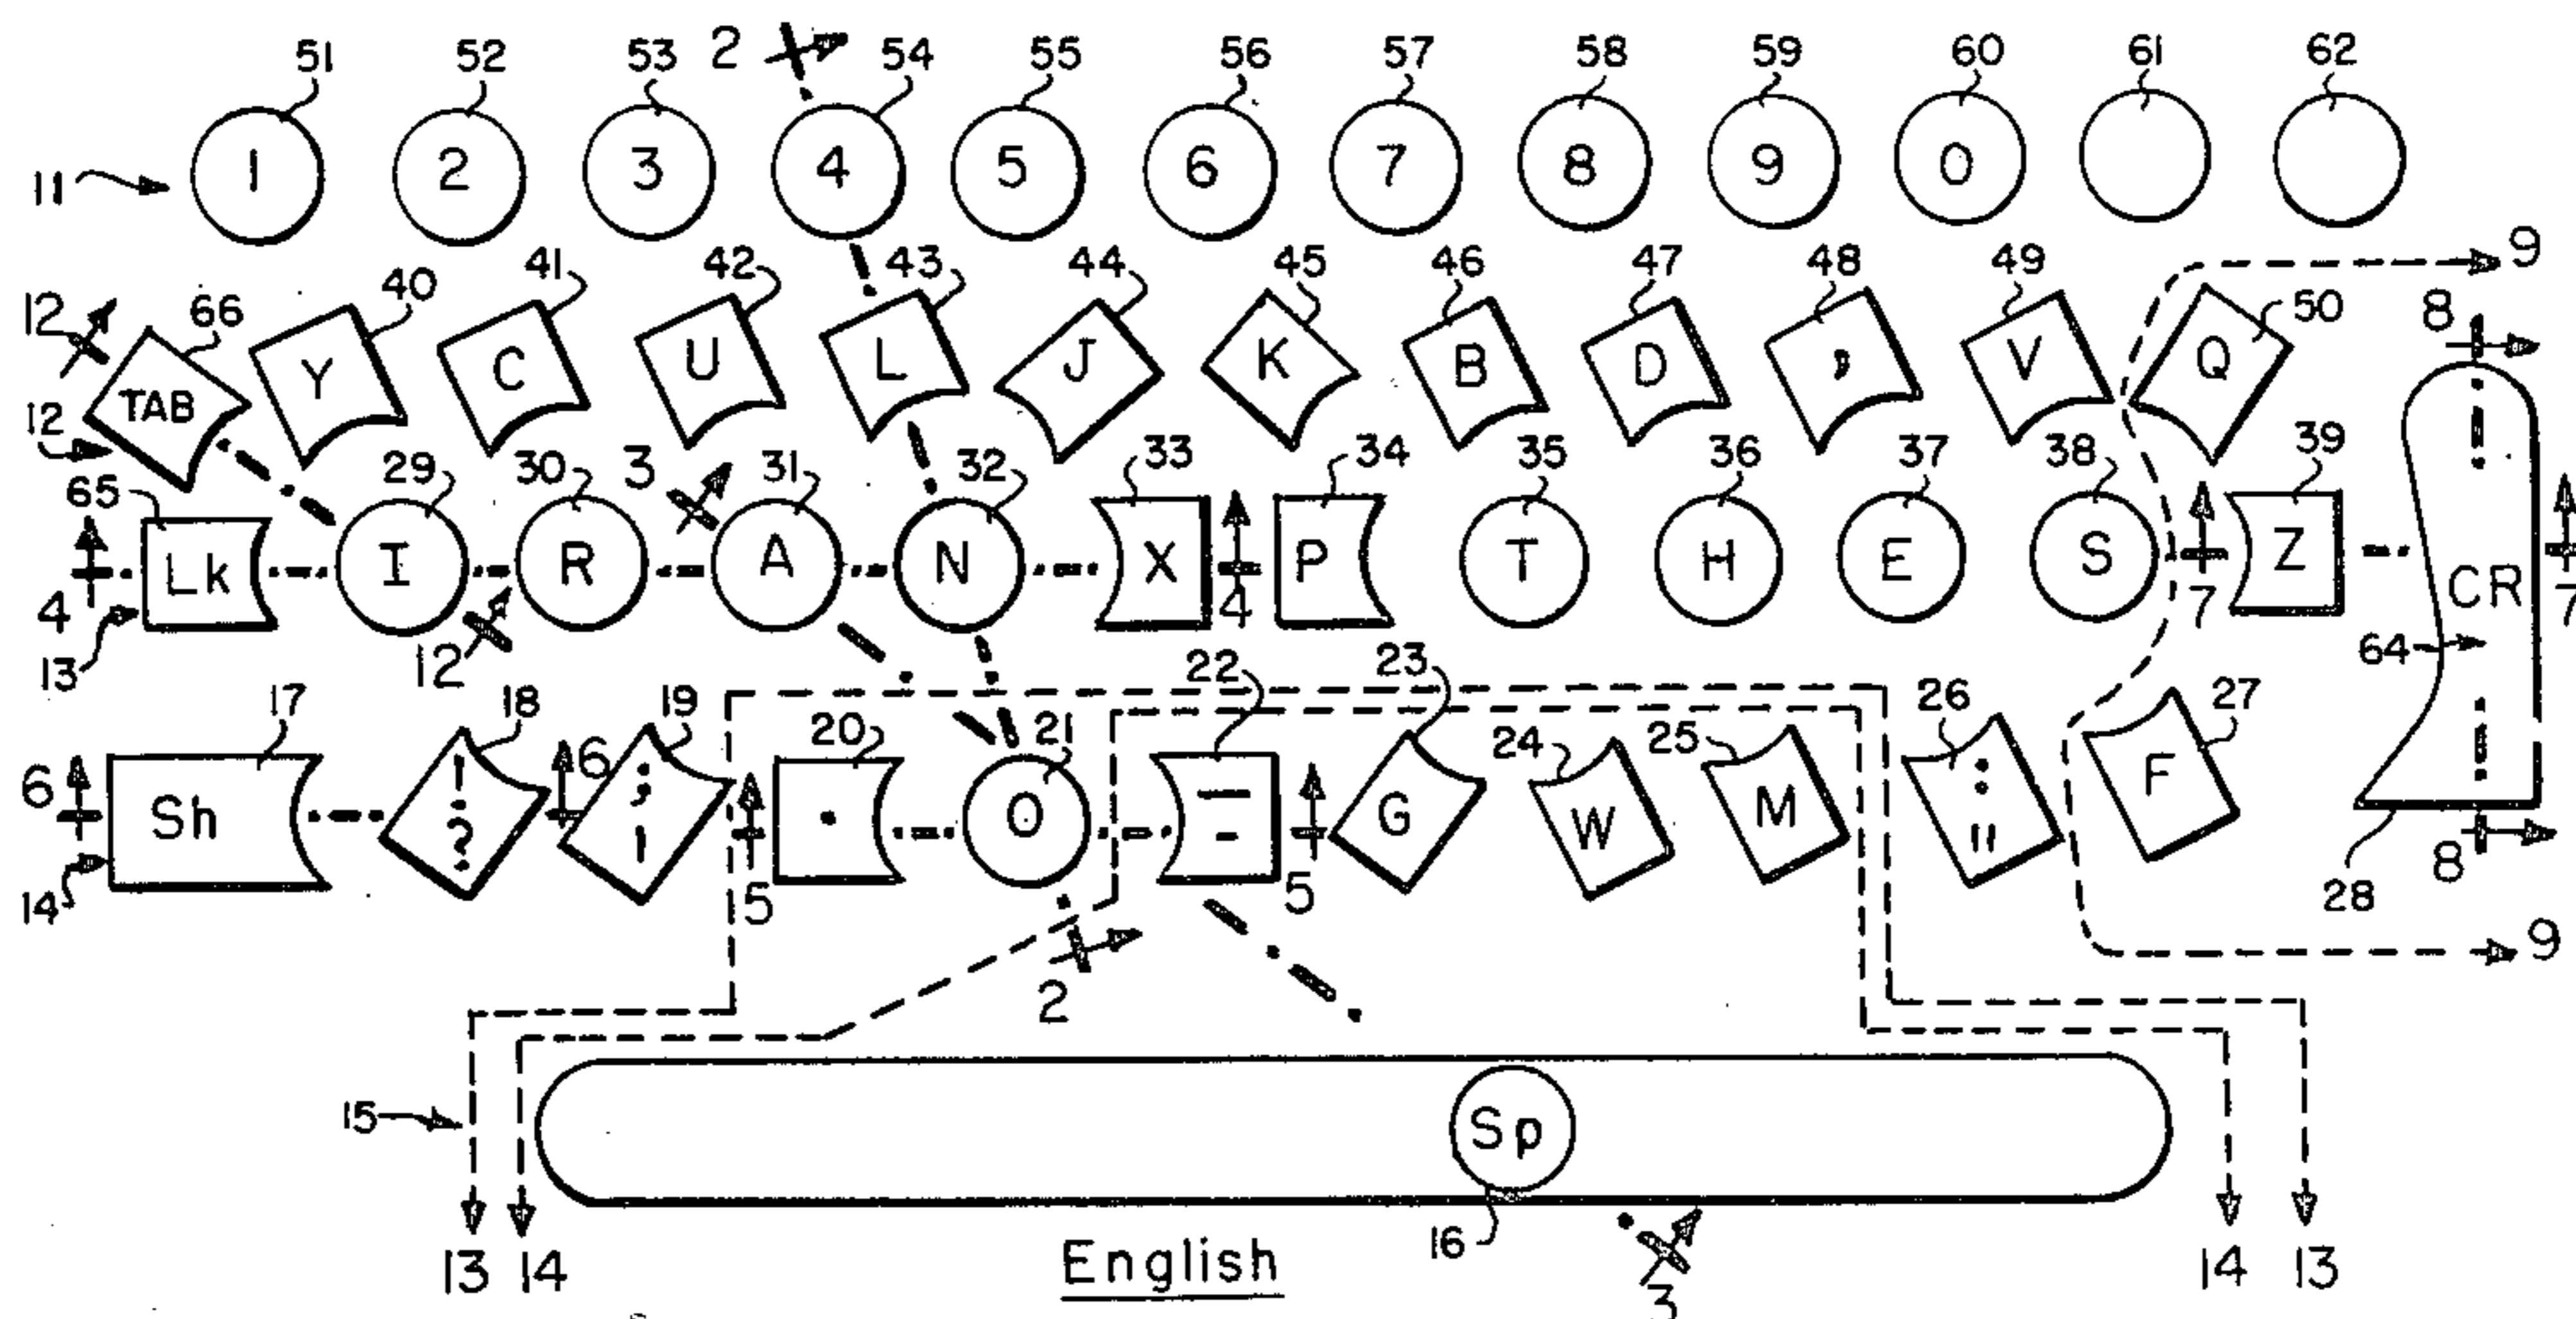 51 52 53 2 54 55 56 57 58 59 60 61 62
11 1 2 3 4 5 6 7 8 9 0
12 66 40 41 42 43 44 45 46 47 48 49 50 9 8
12 TAB Y C U L J K B D , V Q
65 29 30 3 31 32 33 34 35 36 37 38 39
4 Lk I R A N X 4 P T H E S 7 Z CR 7
13 12 64
17 18 19 20 21 22 23 24 25 26 27
6 Sh ! ? 6 ; ' . O — - G W M : " F
14 5 5 28 8
2 9
15 Sp
16 3
13 14 English 14 13